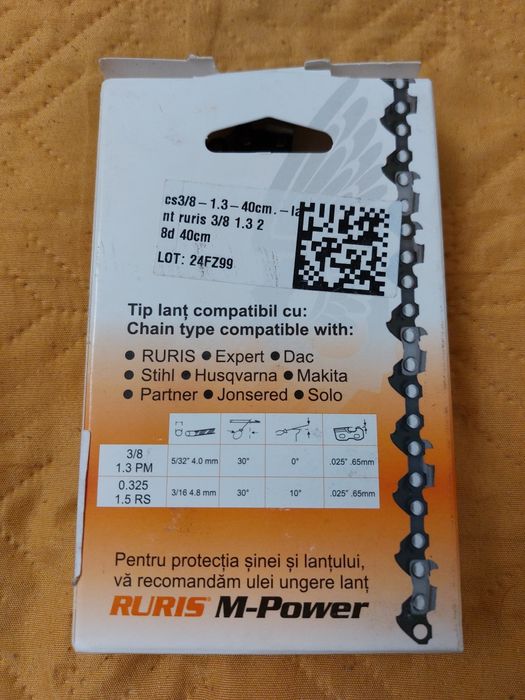 cs3/8-1.3-40cm.-la
nt ruris 3/8 1.3 2
8d 40cm
LOT: 24FZ99
Tip lanț compatibil cu:
Chain type compatible with:
● RURIS ● Expert ● Dac
● Stihl ● Husqvarna ● Makita
● Partner ● Jonsered ● Solo
3/8
1.3 PM
5/32" 4.0 mm 30° 0° .025" .65mm
0.325
1.5 RS
3/16 4.8 mm 30° 10° .025" .65mm
Pentru protecția șinei și lanțului,
vă recomandăm ulei ungere lanț
RURIS® M-Power